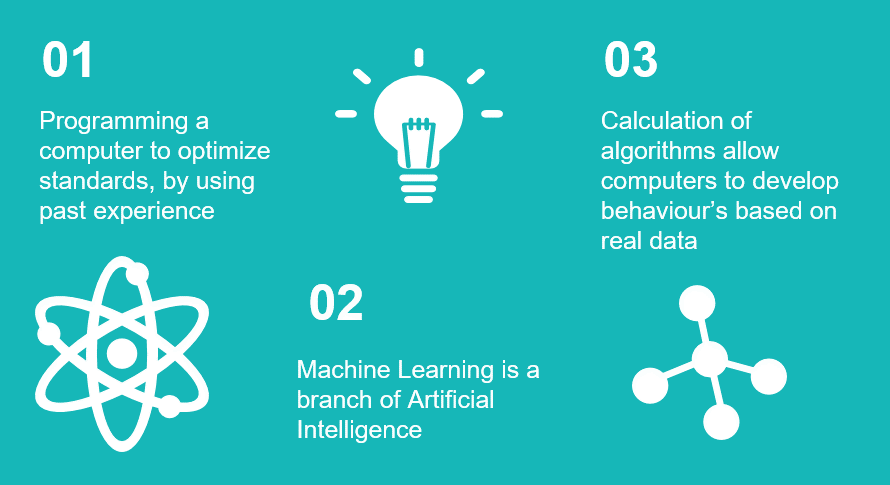 01
Programming a
computer to optimize
standards, by using
past experience
02
Machine Learning is a
branch of Artificial
Intelligence
03
Calculation of
algorithms allow
computers to develop
behaviour’s based on
real data